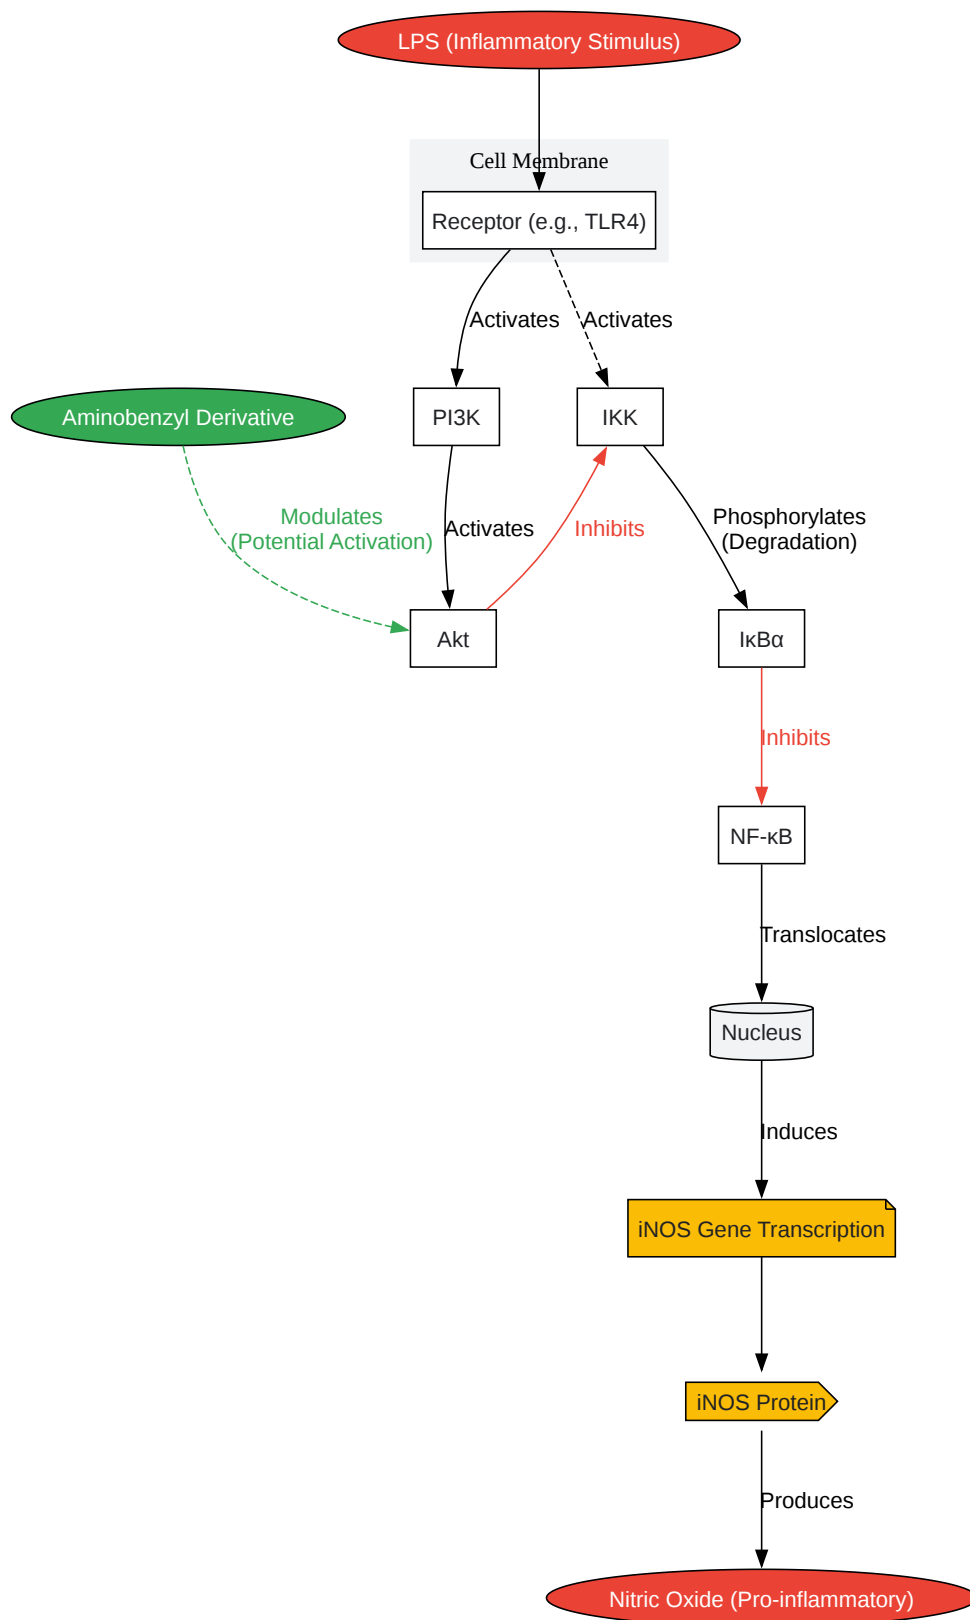 LPS (Inflammatory Stimulus)
Cell Membrane
Receptor (e.g., TLR4)
Activates
Activates
Aminobenzyl Derivative
PI3K
IKK
Modulates
(Potential Activation)
Activates
Inhibits
Phosphorylates
(Degradation)
Akt
IκBα
Inhibits
NF-κB
Translocates
Nucleus
Induces
iNOS Gene Transcription
iNOS Protein
Produces
Nitric Oxide (Pro-inflammatory)